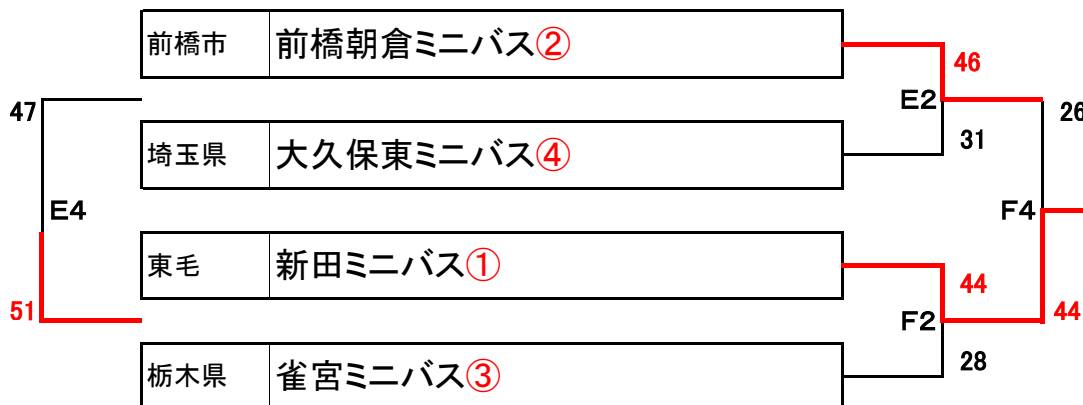 前橋市 前橋朝倉ミニバス②
46
47
E2
26
埼玉県 大久保東ミニバス④
31
E4
F4
東毛 新田ミニバス①
44
51
F2
44
栃木県 雀宮ミニバス③
28